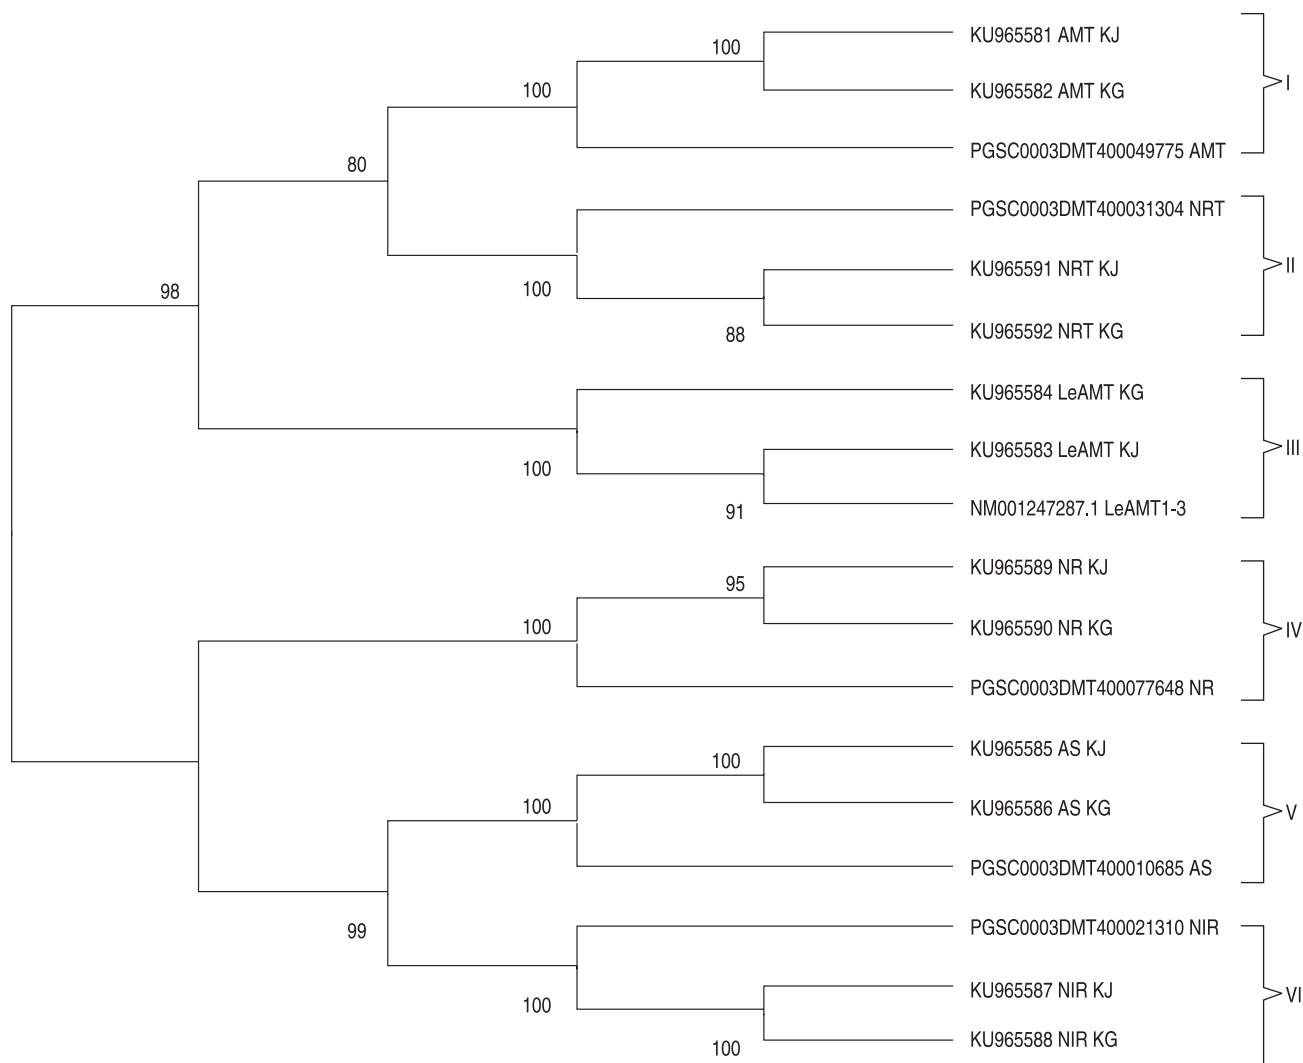 KU965581 AMT KJ
100
I
KU965582 AMT KG
100
PGSC0003DMT400049775 AMT
80
PGSC0003DMT400031304 NRT
II
KU965591 NRT KJ
100
98
KU965592 NRT KG
88
KU965584 LeAMT KG
III
KU965583 LeAMT KJ
100
NM001247287.1 LeAMT1-3
91
KU965589 NR KJ
95
100
KU965590 NR KG
IV
PGSC0003DMT400077648 NR
KU965585 AS KJ
100
100
KU965586 AS KG
V
PGSC0003DMT400010685 AS
99
PGSC0003DMT400021310 NIR
KU965587 NIR KJ
VI
100
KU965588 NIR KG
100